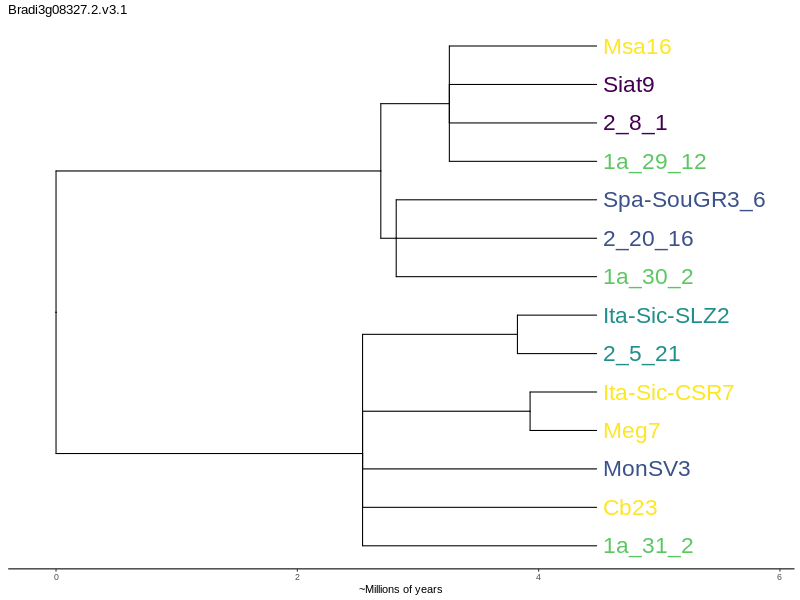 Bradi3g08327.2.v3.1
Msa16
Siat9
2_8_1
1a_29_12
Spa-SouGR3_6
2_20_16
1a_30_2
Ita-Sic-SLZ2
2_5_21
Ita-Sic-CSR7
Meg7
MonSV3
Cb23
1a_31_2
0 2 4 6
~Millions of years